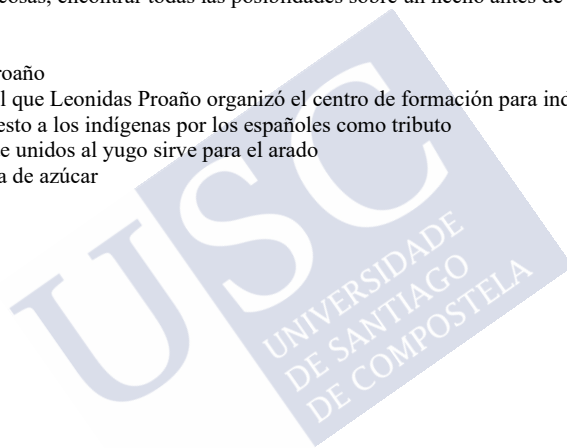 cosas, encontrar todas las posiblidades sobre un hecho antes de
roaño
l que Leonidas Proaño organizó el centro de formación para ind
esto a los indígenas por los españoles como tributo
e unidos al yugo sirve para el arado
a de azúcar
USC
UNIVERSIDADE
DE SANTIAGO
DE COMPOSTELA